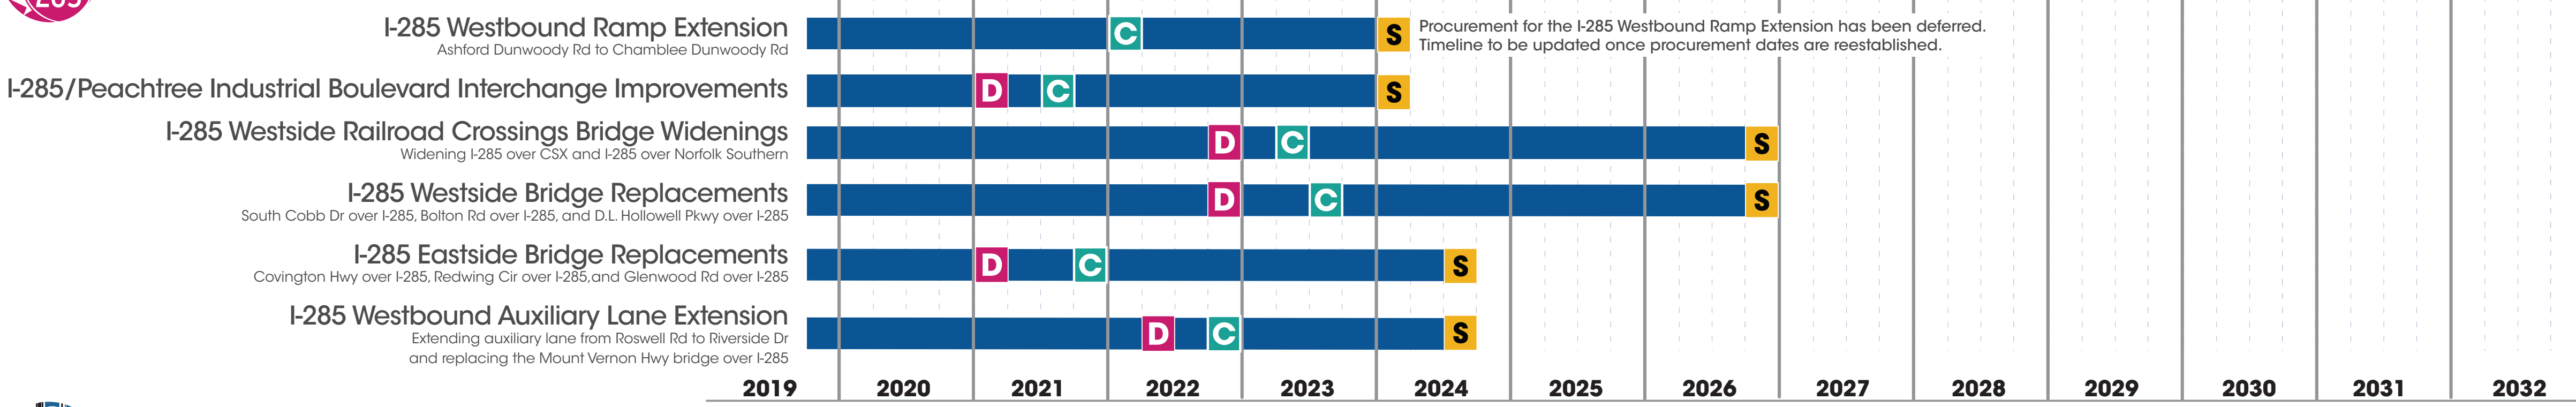 285
I-285 Westbound Ramp Extension
Ashford Dunwoody Rd to Chamblee Dunwoody Rd
C S
Procurement for the I-285 Westbound Ramp Extension has been deferred.
Timeline to be updated once procurement dates are reestablished.
I-285/Peachtree Industrial Boulevard Interchange Improvements
D C S
I-285 Westside Railroad Crossings Bridge Widenings
Widening I-285 over CSX and I-285 over Norfolk Southern
D C S
I-285 Westside Bridge Replacements
South Cobb Dr over I-285, Bolton Rd over I-285, and D.L. Hollowell Pkwy over I-285
D C S
I-285 Eastside Bridge Replacements
Covington Hwy over I-285, Redwing Cir over I-285,and Glenwood Rd over I-285
D C S
I-285 Westbound Auxiliary Lane Extension
Extending auxiliary lane from Roswell Rd to Riverside Dr
and replacing the Mount Vernon Hwy bridge over I-285
D C S
2019 2020 2021 2022 2023 2024 2025 2026 2027 2028 2029 2030 2031 2032